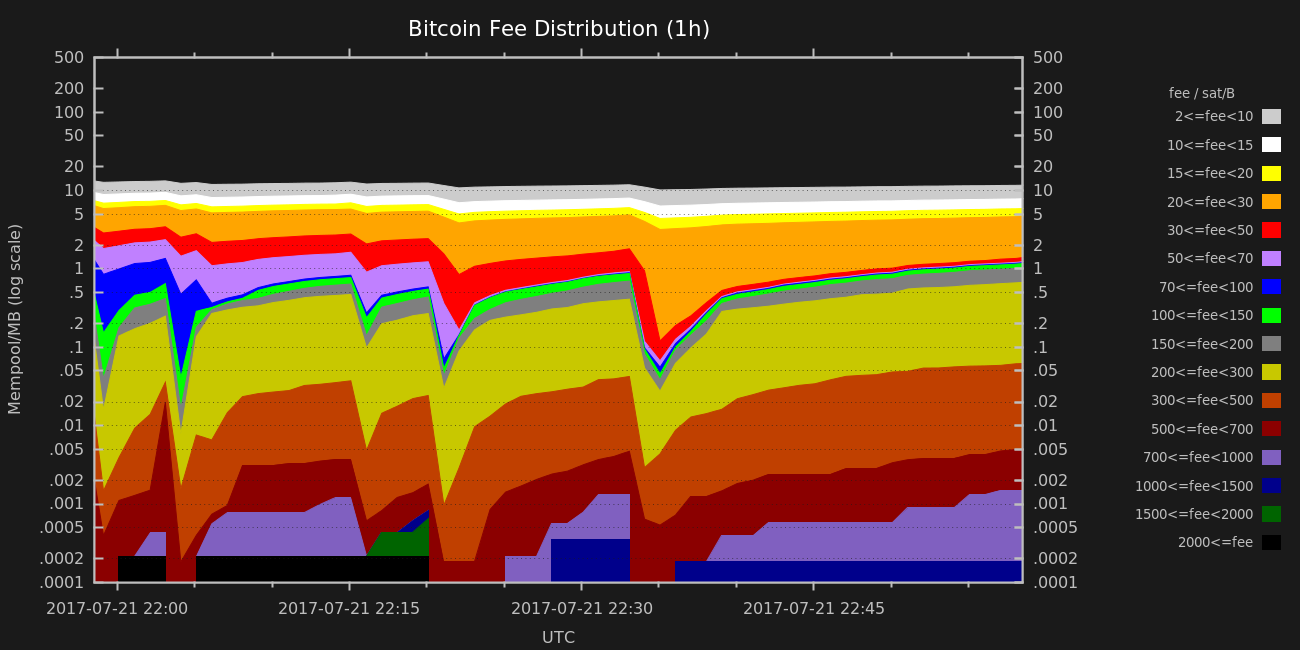 Bitcoin Fee Distribution (1h)
500 500
200 200
100 100
50 50
20 20
10 10
5 5
2 2
1 1
.5 .5
.2 .2
.1 .1
.05 .05
.02 .02
.01 .01
.005 .005
.002 .002
.001 .001
.0005 .0005
.0002 .0002
.0001 .0001
Mempool/MB (log scale)
2017-07-21 22:00 2017-07-21 22:15 2017-07-21 22:30 2017-07-21 22:45
UTC
fee / sat/B
2<=fee<10
10<=fee<15
15<=fee<20
20<=fee<30
30<=fee<50
50<=fee<70
70<=fee<100
100<=fee<150
150<=fee<200
200<=fee<300
300<=fee<500
500<=fee<700
700<=fee<1000
1000<=fee<1500
1500<=fee<2000
2000<=fee